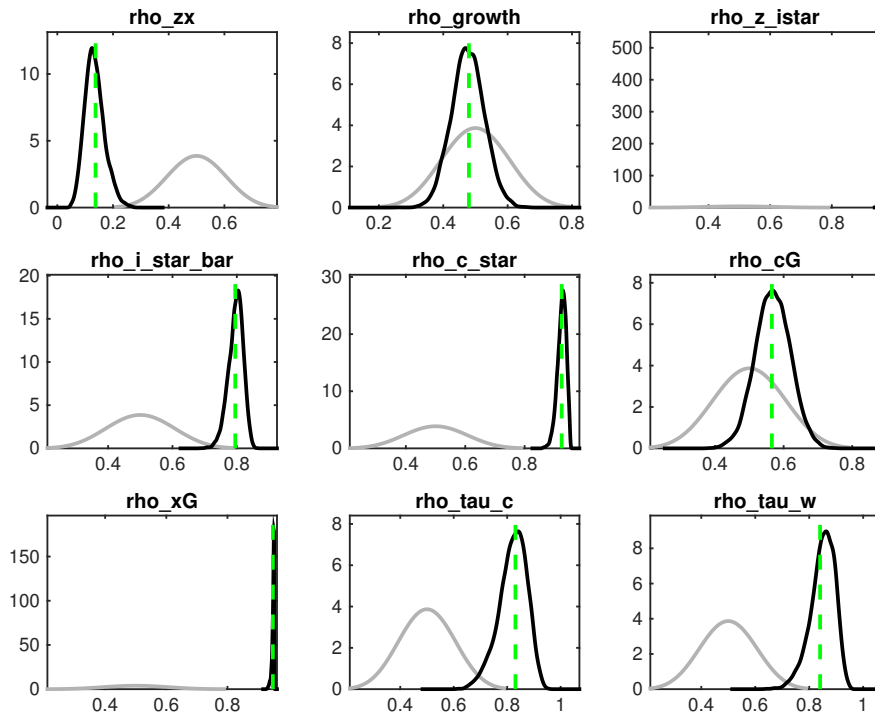 rho_zx rho_growth rho_z_istar
10 5 0
0 0.2 0.4 0.6
8 6 4 2 0
0.2 0.4 0.6 0.8
500 400 300 200 100 0
0.4 0.6 0.8
rho_i_star_bar rho_c_star rho_cG
20 15 10 5 0
0.4 0.6 0.8
30 20 10 0
0.4 0.6 0.8
8 6 4 2 0
0.4 0.6 0.8
rho_xG rho_tau_c rho_tau_w
150 100 50 0
0.4 0.6 0.8
8 6 4 2 0
0.4 0.6 0.8 1
8 6 4 2 0
0.4 0.6 0.8 1